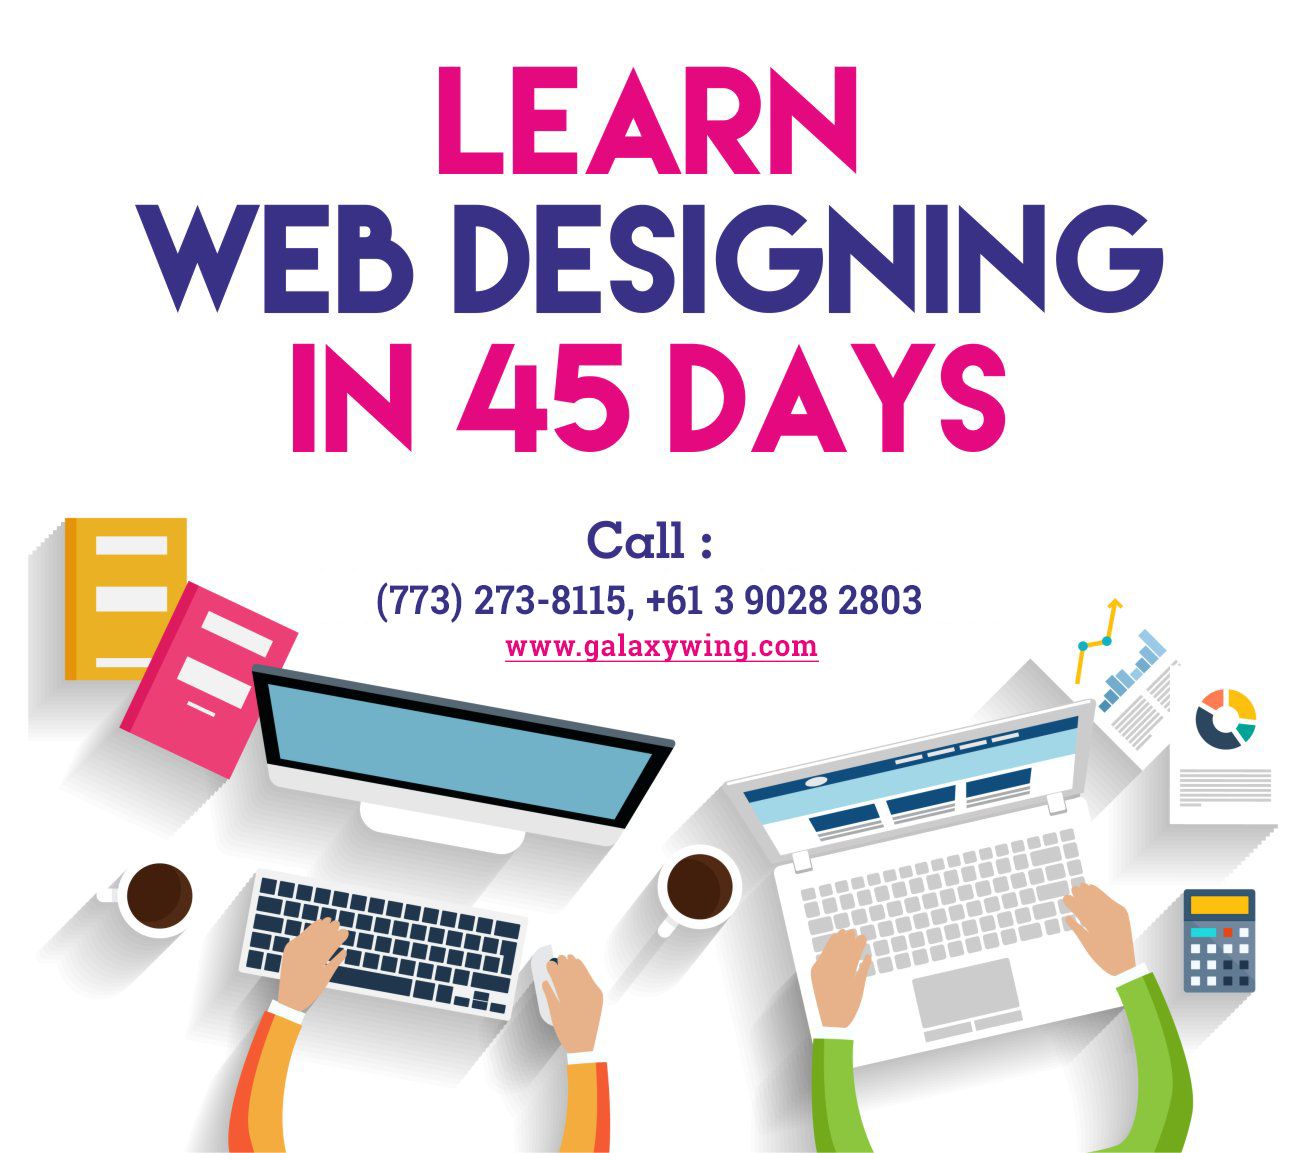 LEARN
WEB DESIGNING
IN 45 DAYS
Call :
(773) 273-8115, +61 3 9028 2803
www.galaxywing.com